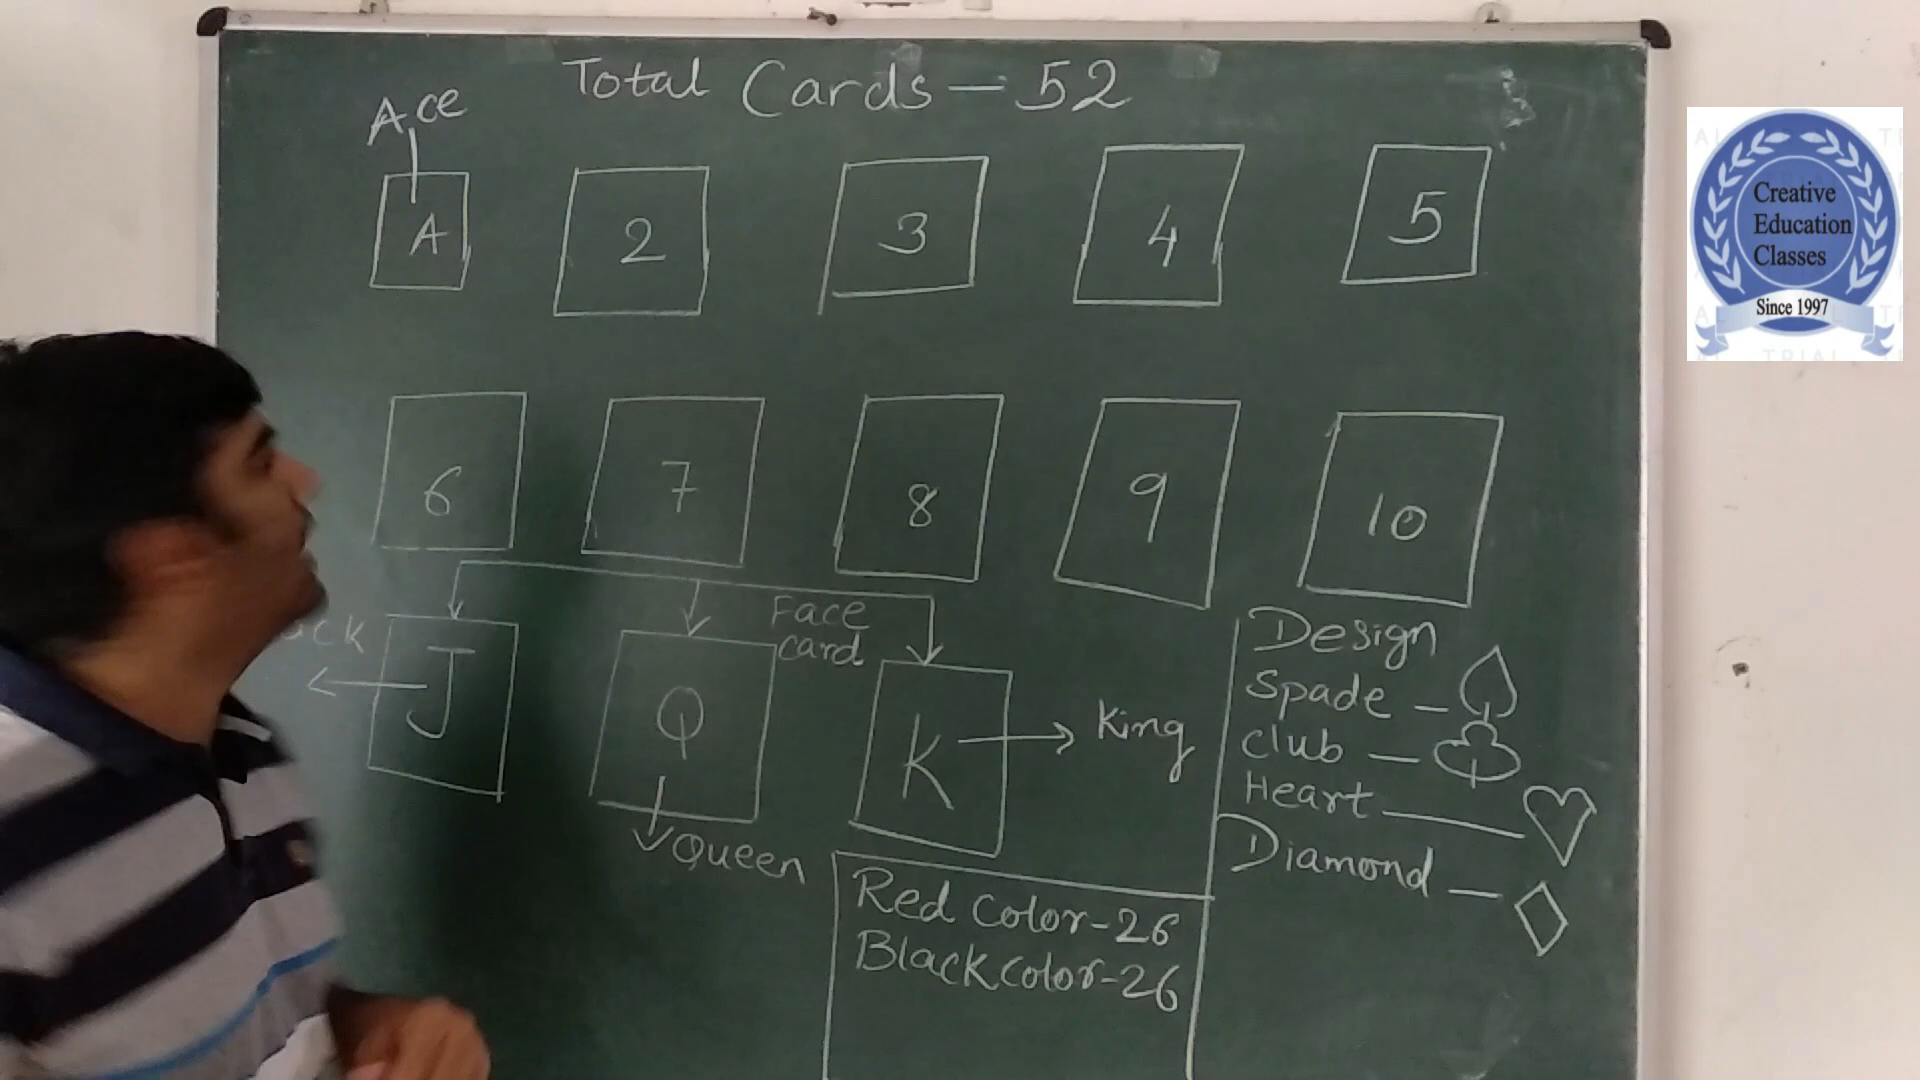 Total Cards – 52
Ace
A
2
3
4
5
6
7
8
9
10
Face
card
J
Q
K
King
Queen
Design
Spade –
Club –
Heart –
Diamond –
Red Color-26
Black color-26
Creative
Education
Classes
Since 1997